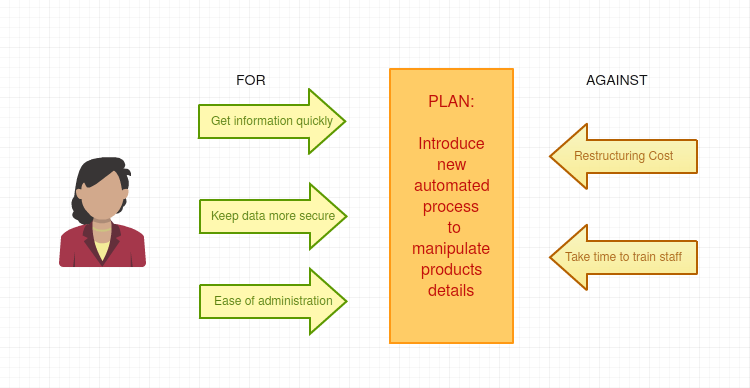 FOR
Get information quickly
Keep data more secure
Ease of administration
PLAN:
Introduce
new
automated
process
to
manipulate
products
details
AGAINST
Restructuring Cost
Take time to train staff